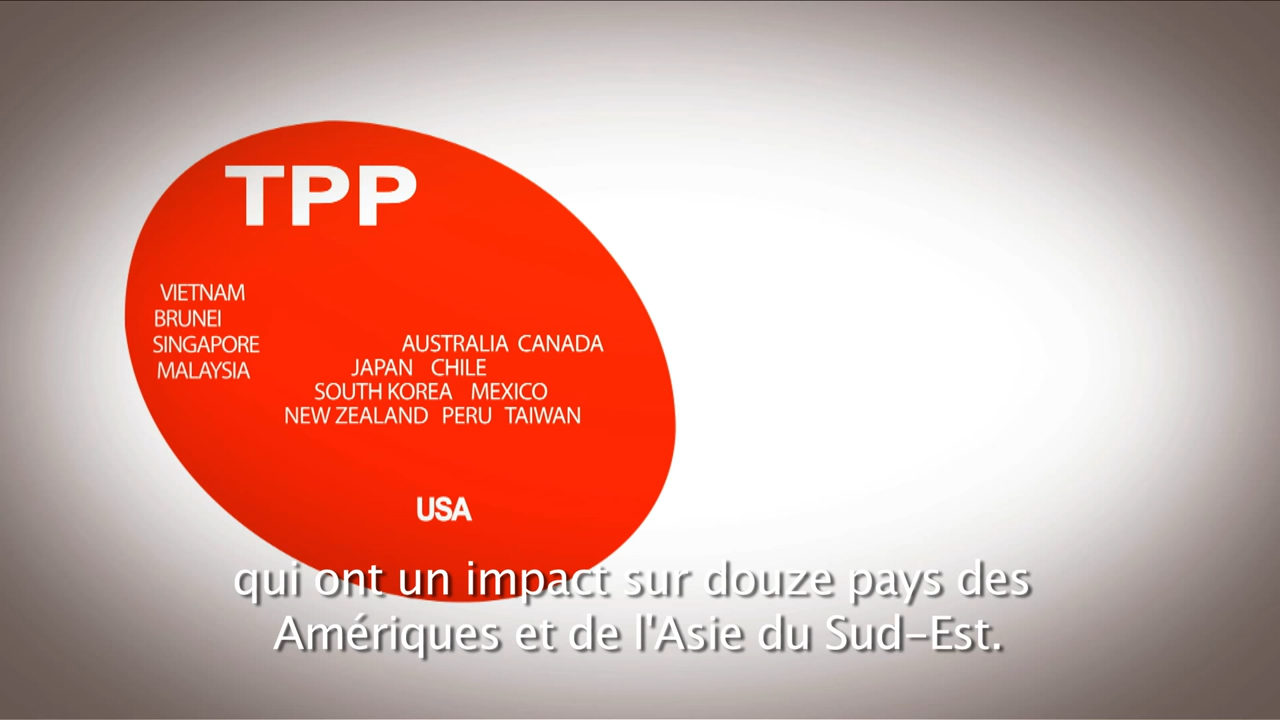 TPP
VIETNAM
BRUNEI
SINGAPORE
MALAYSIA
AUSTRALIA CANADA
JAPAN CHILE
SOUTH KOREA MEXICO
NEW ZEALAND PERU TAIWAN
USA
qui ont un impact sur douze pays des
Amériques et de l'Asie du Sud-Est.